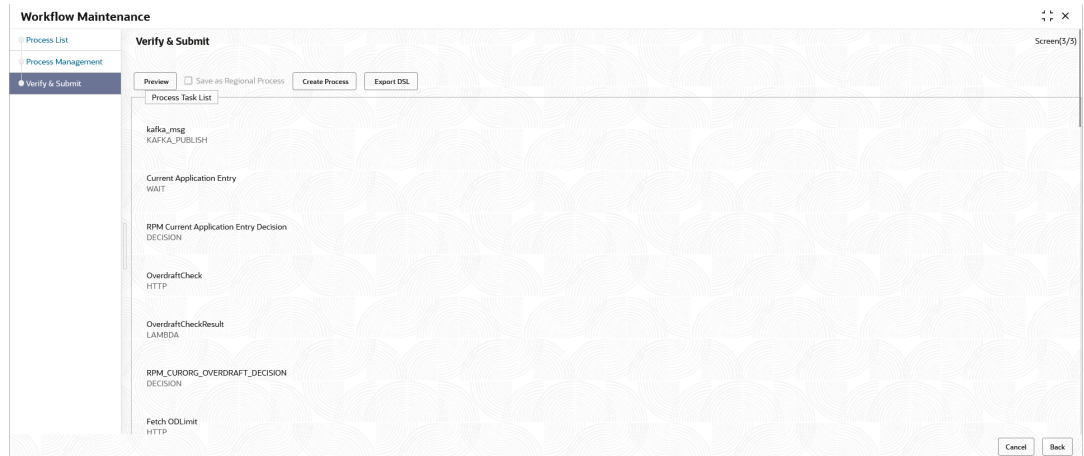 Workflow Maintenance
Process List
Process Management
Verify & Submit
Verify & Submit
Screen(3/3)
Preview
Save as Regional Process
Create Process
Export DSL
Process Task List
kafka_msg
KAFKA_PUBLISH
Current Application Entry
WAIT
RPM Current Application Entry Decision
DECISION
OverdraftCheck
HTTP
OverdraftCheckResult
LAMBDA
RPM_CURORG_OVERDRAFT_DECISION
DECISION
Fetch ODLimit
HTTP
Cancel
Back